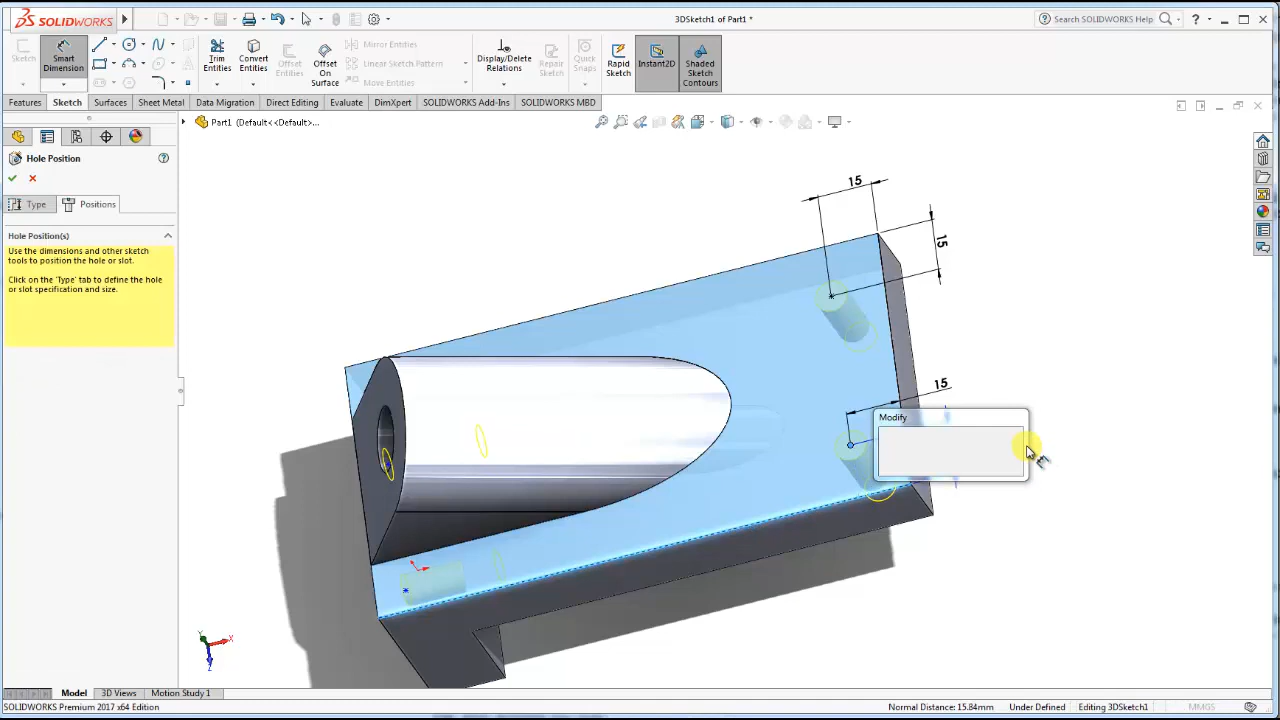 SOLIDWORKS
3DSketch1 of Part1 *
Search SOLIDWORKS Help
Sketch
Smart Dimension
Trim Entities
Convert Entities
Offset Entities
Offset On Surface
Mirror Entities
Linear Sketch Pattern
Move Entities
Display/Delete Relations
Repair Sketch
Quick Snaps
Rapid Sketch
Instant2D
Shaded Sketch Contours
Features
Sketch
Surfaces
Sheet Metal
Data Migration
Direct Editing
Evaluate
DimXpert
SOLIDWORKS Add-Ins
SOLIDWORKS MBD
Part1 (Default<<Default>...
Hole Position
Type
Positions
Hole Position(s)
Use the dimensions and other sketch
tools to position the hole or slot.
Click on the 'Type' tab to define the hole
or slot specification and size.
15
15
15
Modify
Y
X
Z
Model
3D Views
Motion Study 1
SOLIDWORKS Premium 2017 x64 Edition
Normal Distance: 15.84mm
Under Defined
Editing 3DSketch1
MMGS